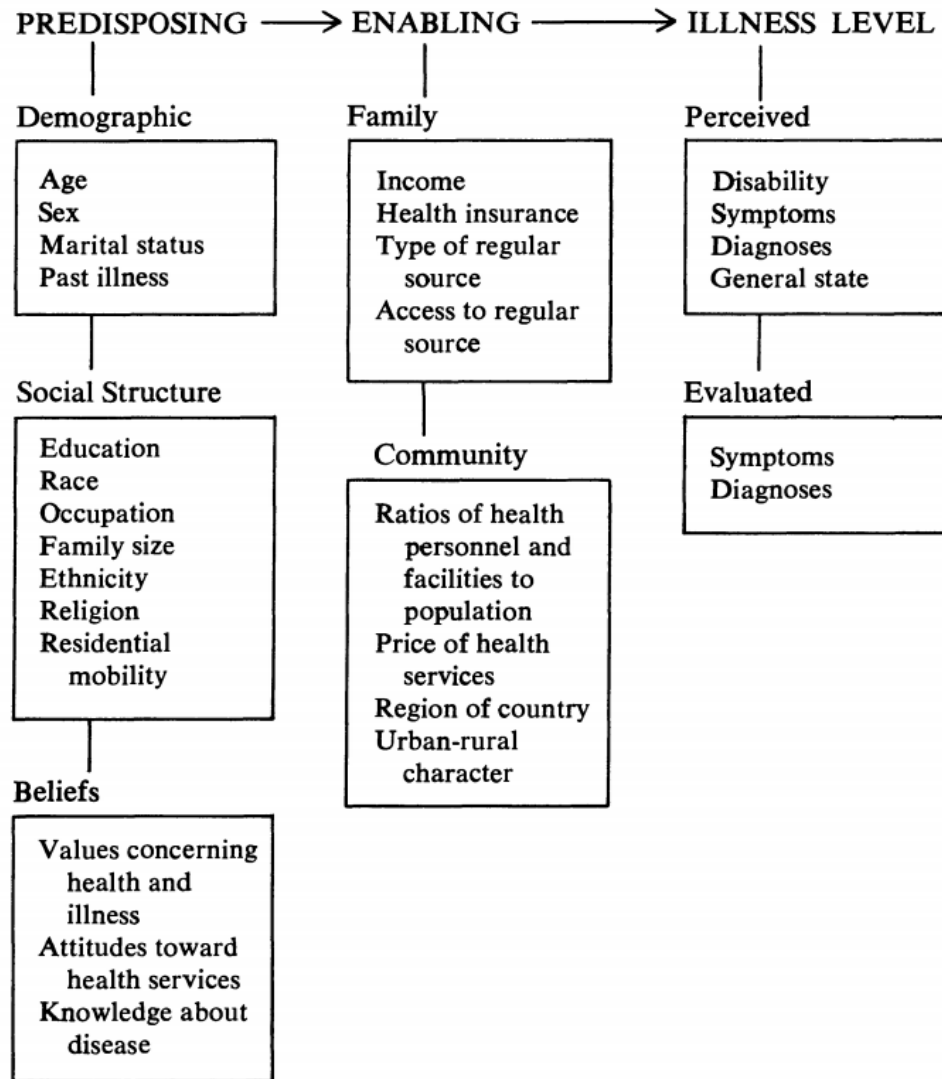 PREDISPOSING → ENABLING → ILLNESS LEVEL
Demographic
Age
Sex
Marital status
Past illness
Social Structure
Education
Race
Occupation
Family size
Ethnicity
Religion
Residential
mobility
Beliefs
Values concerning
health and
illness
Attitudes toward
health services
Knowledge about
disease
Family
Income
Health insurance
Type of regular
source
Access to regular
source
Community
Ratios of health
personnel and
facilities to
population
Price of health
services
Region of country
Urban-rural
character
Perceived
Disability
Symptoms
Diagnoses
General state
Evaluated
Symptoms
Diagnoses